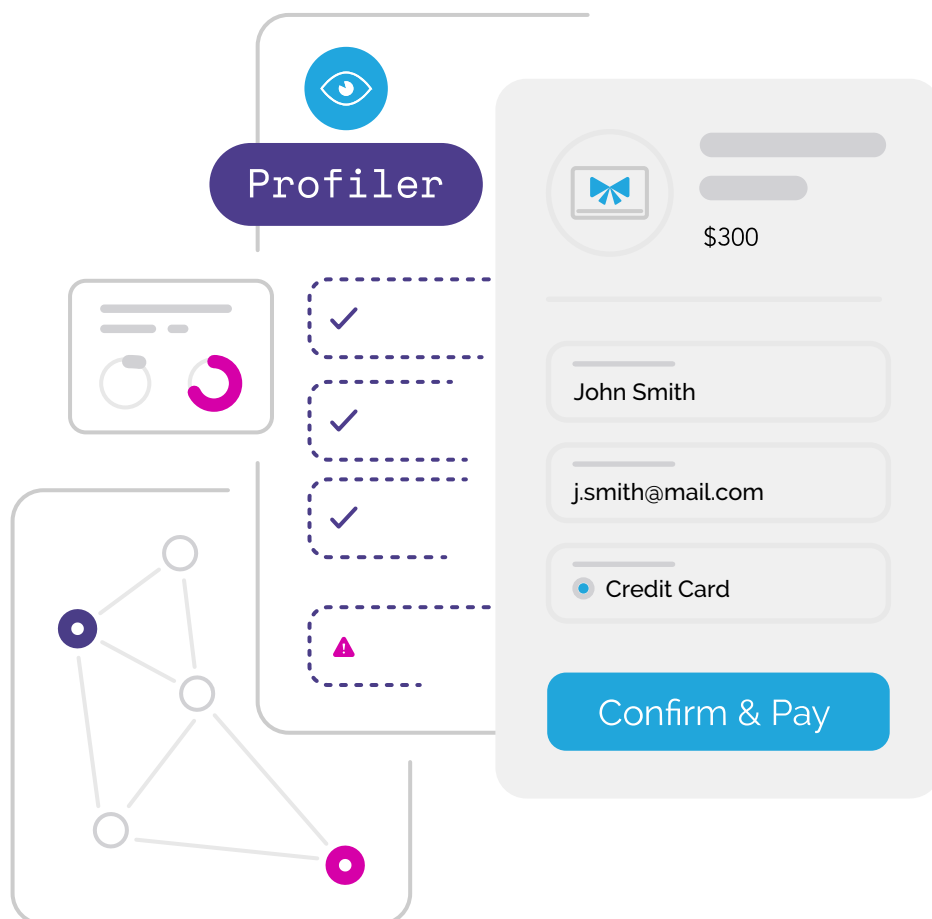 Profiler
$300
John Smith
j.smith@mail.com
Credit Card
Confirm & Pay